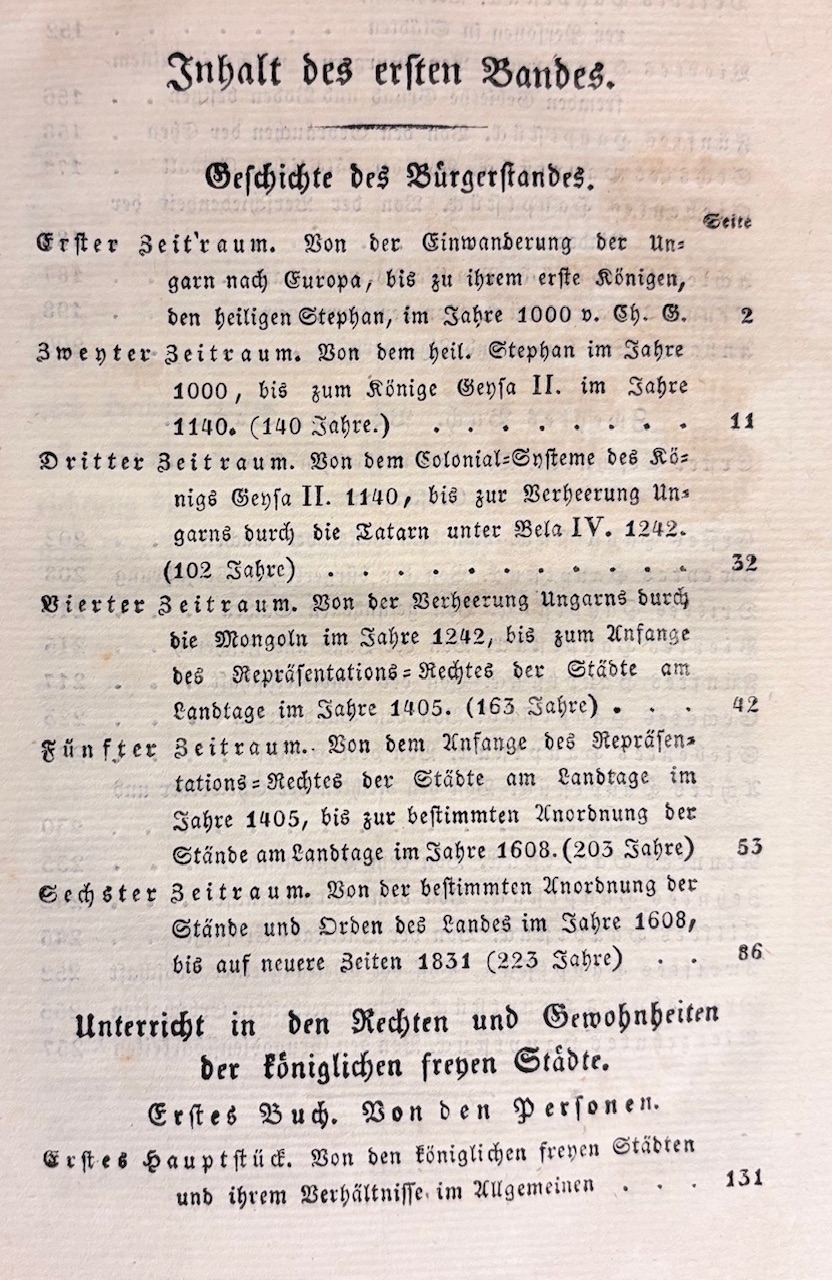 Inhalt des erſten Bandes.
Geſchichte des Bürgerſtandes.
Seite
Erſter Zeitraum. Von der Einwanderung der Un⸗
garn nach Europa, bis zu ihrem erſte Königen,
den heiligen Stephan, im Jahre 1000 v. Ch. G. 2
Zweyter Zeitraum. Von dem heil. Stephan im Jahre
1000, bis zum Könige Geyſa II. im Jahre
1140. (140 Jahre.) . . . . . . . . 11
Dritter Zeitraum. Von dem Colonial⸗Syſteme des Kö⸗
nigs Geyſa II. 1140, bis zur Verheerung Un⸗
garns durch die Tatarn unter Bela IV. 1242.
(102 Jahre) . . . . . . . . . . . 32
Vierter Zeitraum. Von der Verheerung Ungarns durch
die Mongoln im Jahre 1242, bis zum Anfange
des Repräſentations⸗Rechtes der Städte am
Landtage im Jahre 1405. (163 Jahre) . . . 42
Fünfter Zeitraum. Von dem Anfange des Repräſen⸗
tations⸗Rechtes der Städte am Landtage im
Jahre 1405, bis zur beſtimmten Anordnung der
Stände am Landtage im Jahre 1608. (203 Jahre) 53
Sechster Zeitraum. Von der beſtimmten Anordnung der
Stände und Orden des Landes im Jahre 1608,
bis auf neuere Zeiten 1831 (223 Jahre) . . 86
Unterricht in den Rechten und Gewohnheiten
der königlichen freyen Städte.
Erſtes Buch. Von den Perſonen.
Erſtes Hauptſtück. Von den königlichen freyen Städten
und ihrem Verhältniſſe im Allgemeinen . . . 131